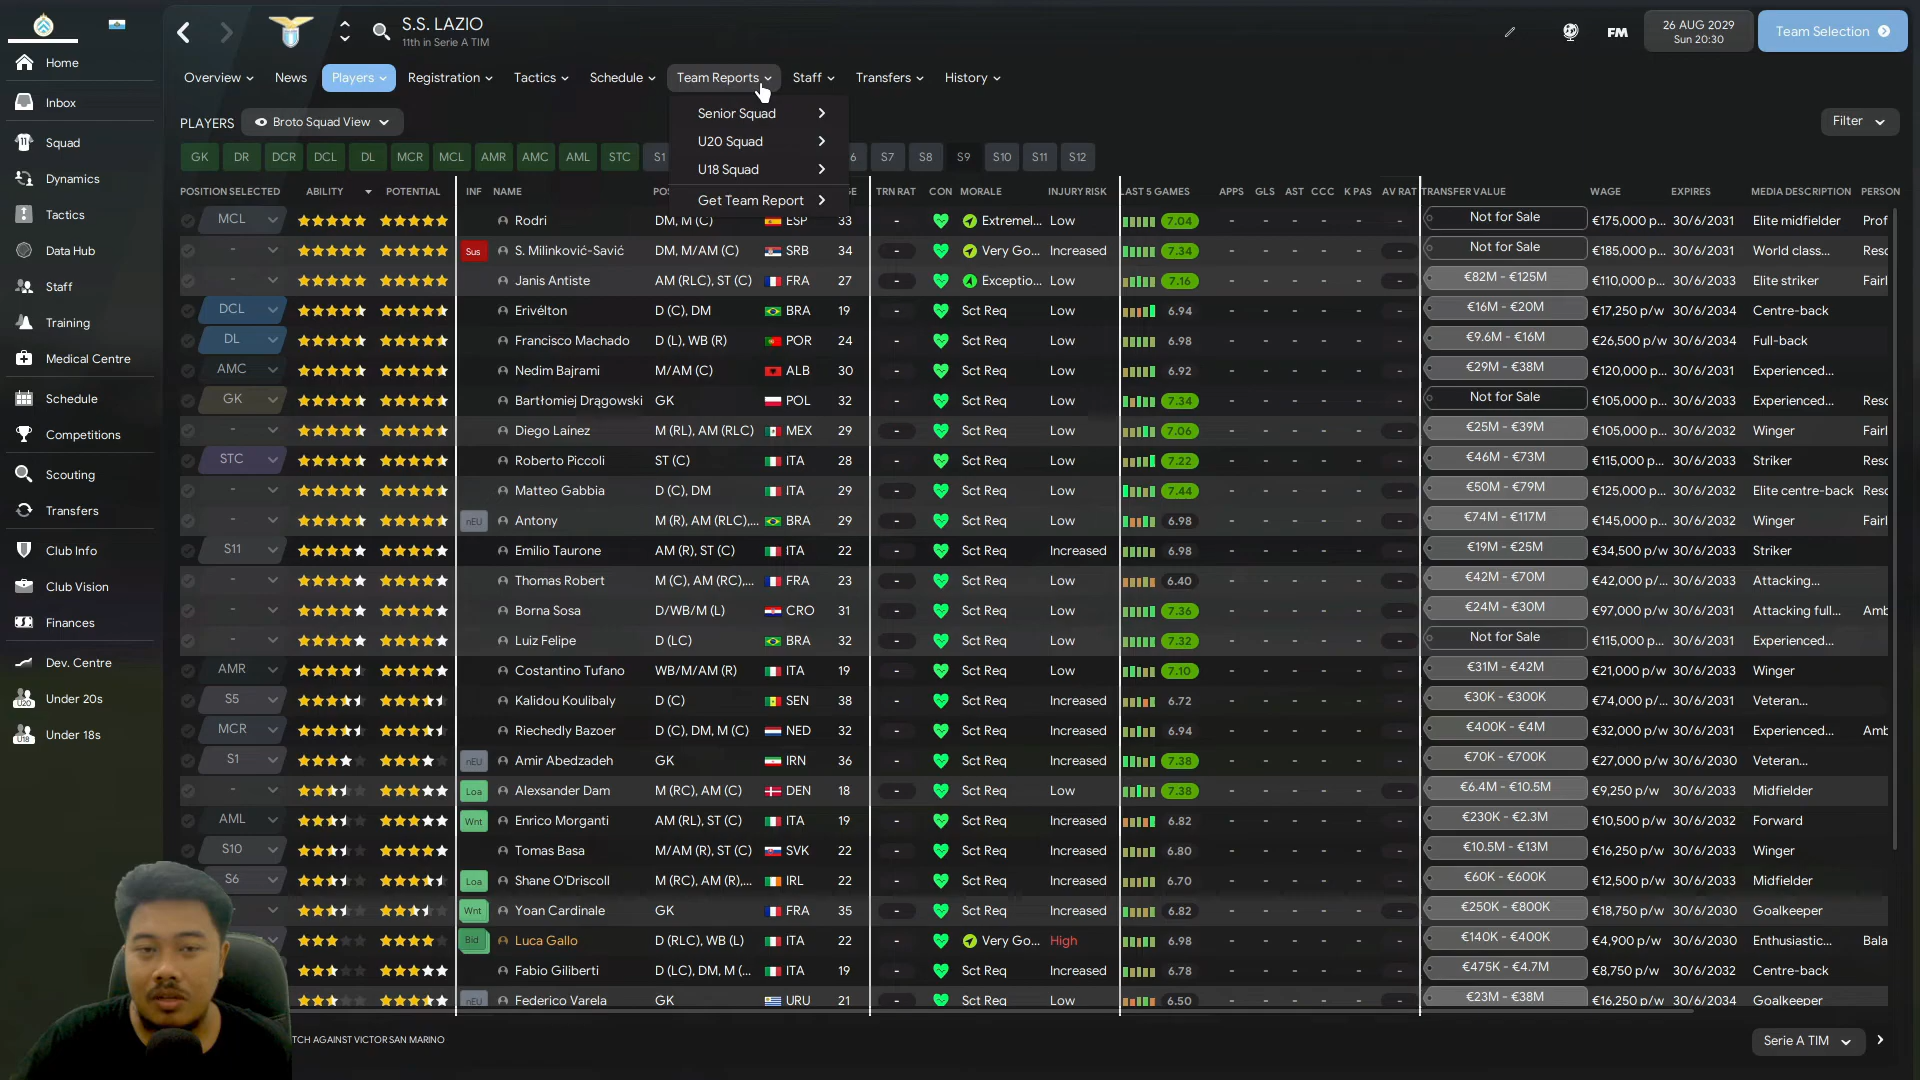 S.S. LAZIO
11th in Serie A TIM
FM
26 AUG 2029
Sun 20:30
Team Selection
Home
Inbox
Squad
Dynamics
Tactics
Data Hub
Staff
Training
Medical Centre
Schedule
Competitions
Scouting
Transfers
Club Info
Club Vision
Finances
Dev. Centre
Under 20s
Under 18s
Overview News Players Registration Tactics Schedule Team Reports Staff Transfers History
Senior Squad
U20 Squad
U18 Squad
Get Team Report
PLAYERS Broto Squad View Filter
GK DR DCR DCL DL MCR MCL AMR AMC AML STC S1 6 S7 S8 S9 S10 S11 S12
POSITION SELECTED ABILITY POTENTIAL INF NAME POS GE TRN RAT CON MORALE INJURY RISK LAST 5 GAMES APPS GLS AST CCC K PAS AV RAT TRANSFER VALUE WAGE EXPIRES MEDIA DESCRIPTION PERSON
MCL Rodri DM, M (C) ESP 33 - Extremel... Low 7.04 - - - - - - Not for Sale €175,000 p... 30/6/2031 Elite midfielder Prof
- Sus S. Milinković-Savić DM, M/AM (C) SRB 34 - Very Go... Increased 7.34 - - - - - - Not for Sale €185,000 p... 30/6/2031 World class... Resc
- Janis Antiste AM (RLC), ST (C) FRA 27 - Exceptio... Low 7.16 - - - - - - €82M - €125M €110,000 p... 30/6/2033 Elite striker Fairl
DCL Erivélton D (C), DM BRA 19 - Sct Req Low 6.94 - - - - - - €16M - €20M €17,250 p/w 30/6/2034 Centre-back
DL Francisco Machado D (L), WB (R) POR 24 - Sct Req Low 6.98 - - - - - - €9.6M - €16M €26,500 p/w 30/6/2034 Full-back
AMC Nedim Bajrami M/AM (C) ALB 30 - Sct Req Low 6.92 - - - - - - €29M - €38M €120,000 p... 30/6/2031 Experienced...
GK Bartłomiej Drągowski GK POL 32 - Sct Req Low 7.34 - - - - - - Not for Sale €105,000 p... 30/6/2033 Experienced... Resc
- Diego Laínez M (RL), AM (RLC) MEX 29 - Sct Req Low 7.06 - - - - - - €25M - €39M €105,000 p... 30/6/2032 Winger Fairl
STC Roberto Piccoli ST (C) ITA 28 - Sct Req Low 7.22 - - - - - - €46M - €73M €115,000 p... 30/6/2033 Striker Resc
- Matteo Gabbia D (C), DM ITA 29 - Sct Req Low 7.44 - - - - - - €50M - €79M €125,000 p... 30/6/2032 Elite centre-back Resc
- nEU Antony M (R), AM (RLC),... BRA 29 - Sct Req Low 6.98 - - - - - - €74M - €117M €145,000 p... 30/6/2032 Winger Fairl
S11 Emilio Taurone AM (R), ST (C) ITA 22 - Sct Req Increased 6.98 - - - - - - €19M - €25M €34,500 p/w 30/6/2033 Striker
- Thomas Robert M (C), AM (RC),... FRA 23 - Sct Req Low 6.40 - - - - - - €42M - €70M €42,000 p/... 30/6/2033 Attacking...
- Borna Sosa D/WB/M (L) CRO 31 - Sct Req Low 7.36 - - - - - - €24M - €30M €97,000 p/... 30/6/2031 Attacking full... Amb
- Luiz Felipe D (LC) BRA 32 - Sct Req Low 7.32 - - - - - - Not for Sale €115,000 p... 30/6/2031 Experienced...
AMR Costantino Tufano WB/M/AM (R) ITA 19 - Sct Req Low 7.10 - - - - - - €31M - €42M €21,000 p/... 30/6/2033 Winger
S5 Kalidou Koulibaly D (C) SEN 38 - Sct Req Increased 6.72 - - - - - - €30K - €300K €74,000 p/... 30/6/2031 Veteran...
MCR Riechedly Bazoer D (C), DM, M (C) NED 32 - Sct Req Increased 6.94 - - - - - - €400K - €4M €32,000 p/... 30/6/2031 Experienced... Amb
S1 nEU Amir Abedzadeh GK IRN 36 - Sct Req Increased 7.38 - - - - - - €70K - €700K €27,000 p/... 30/6/2030 Veteran...
- Loa Alexsander Dam M (RC), AM (C) DEN 18 - Sct Req Low 7.38 - - - - - - €6.4M - €10.5M €9,250 p/w 30/6/2033 Midfielder
AML Wnt Enrico Morganti AM (RL), ST (C) ITA 19 - Sct Req Increased 6.82 - - - - - - €230K - €2.3M €10,500 p/w 30/6/2032 Forward
S10 Tomas Basa M/AM (R), ST (C) SVK 22 - Sct Req Increased 6.80 - - - - - - €10.5M - €13M €16,250 p/w 30/6/2033 Winger
S6 Loa Shane O'Driscoll M (RC), AM (R),... IRL 22 - Sct Req Increased 6.70 - - - - - - €60K - €600K €12,500 p/w 30/6/2033 Midfielder
Wnt Yoan Cardinale GK FRA 35 - Sct Req Increased 6.82 - - - - - - €250K - €800K €18,750 p/w 30/6/2030 Goalkeeper
Bid Luca Gallo D (RLC), WB (L) ITA 22 - Very Go... High 6.98 - - - - - - €140K - €400K €4,900 p/w 30/6/2030 Enthusiastic... Bala
Fabio Giliberti D (LC), DM, M (... ITA 19 - Sct Req Increased 6.78 - - - - - - €475K - €4.7M €8,750 p/w 30/6/2032 Centre-back
nEU Federico Varela GK URU 21 - Sct Req Low 6.50 - - - - - - €23M - €38M €16,250 p/w 30/6/2034 Goalkeeper
TCH AGAINST VICTOR SAN MARINO
Serie A TIM